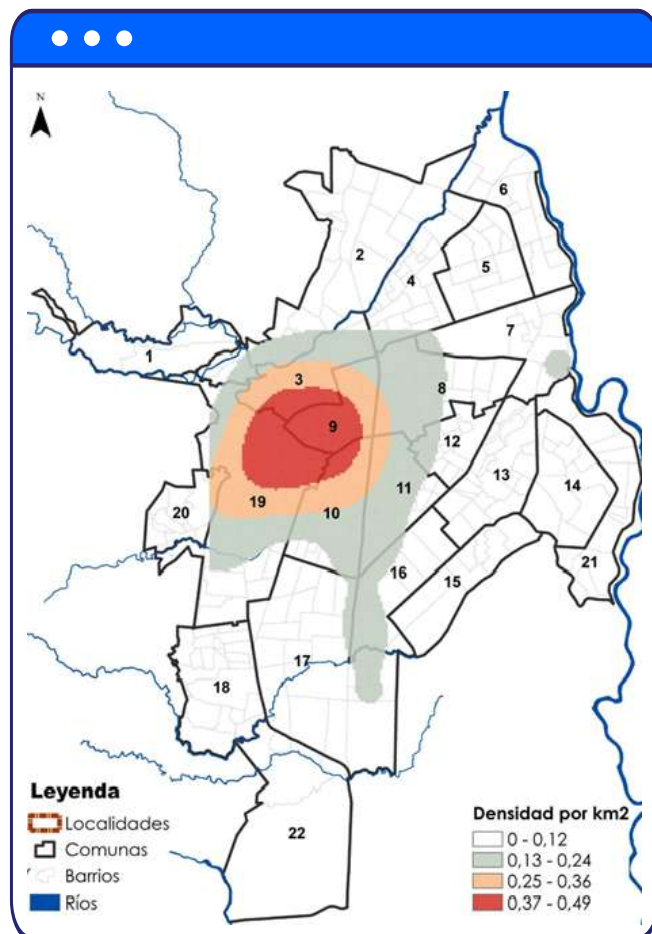 N
6
2
4
5
7
1
3
8
9
12
13
14
19
10
11
20
16
15
21
17
18
22
Leyenda
Localidades
Comunas
Barrios
Ríos
Densidad por km2
0 - 0,12
0,13 - 0,24
0,25 - 0,36
0,37 - 0,49